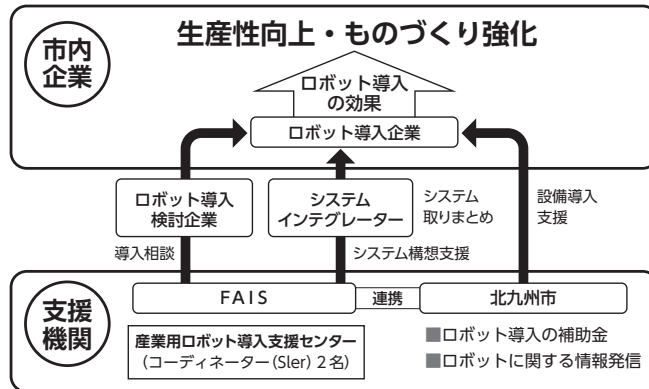 生産性向上・ものづくり強化
市内
企業
ロボット導入
の効果
ロボット導入企業
ロボット導入
検討企業
システム
インテグレーター
システム
取りまとめ
設備導入
支援
導入相談
システム構想支援
支援
機関
FAIS
連携
北九州市
産業用ロボット導入支援センター
(コーディネーター(Sler)2名)
■ロボット導入の補助金
■ロボットに関する情報発信